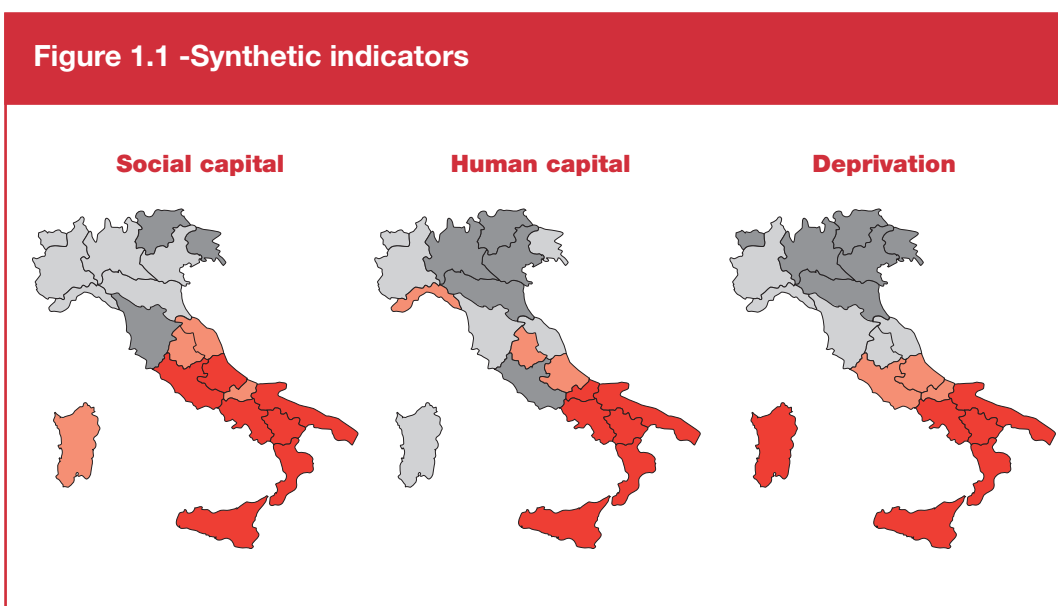 Figure 1.1 -Synthetic indicators
Social capital
Human capital
Deprivation